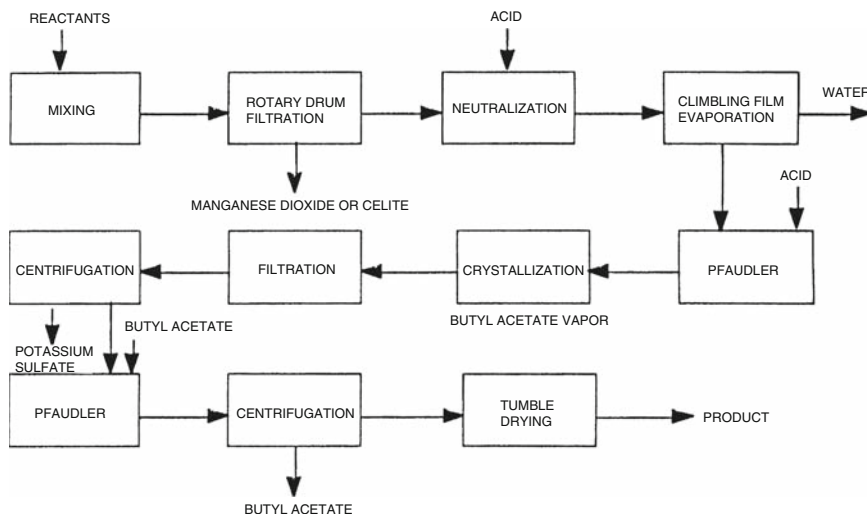 REACTANTS
ACID
MIXING
ROTARY DRUM
FILTRATION
NEUTRALIZATION
CLIMBLING FILM
EVAPORATION
WATER
MANGANESE DIOXIDE OR CELITE
ACID
CENTRIFUGATION
FILTRATION
CRYSTALLIZATION
PFAUDLER
BUTYL ACETATE VAPOR
BUTYL ACETATE
POTASSIUM
SULFATE
PFAUDLER
CENTRIFUGATION
TUMBLE
DRYING
PRODUCT
BUTYL ACETATE